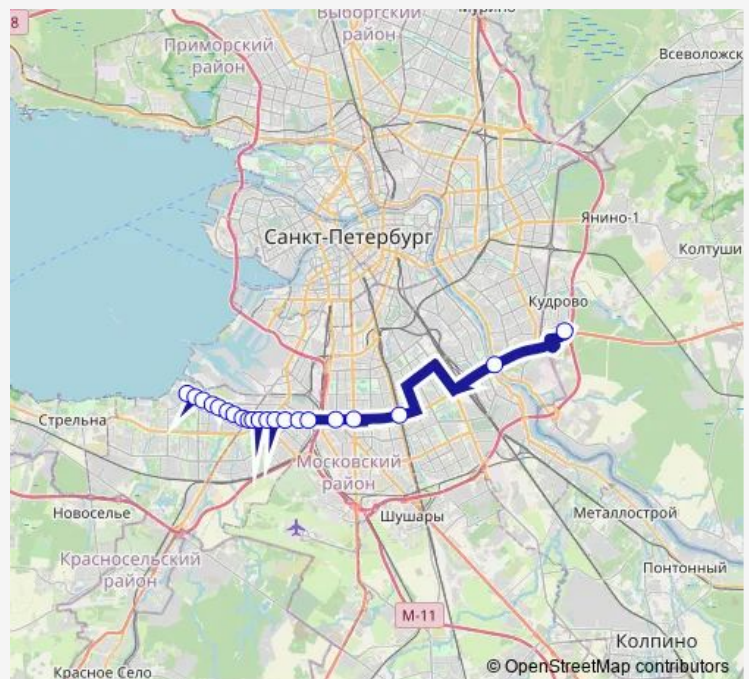 8
Выборгский
район
Мурино
Приморский
район
Всеволожск
Янино-1
Санкт-Петербург
Колтуши
Кудрово
Стрельна
Московский
район
Новоселье
Шушары
Металлострой
Красносельский
район
Понтонный
М-11
Колпино
Красное Село
© OpenStreetMap contributors